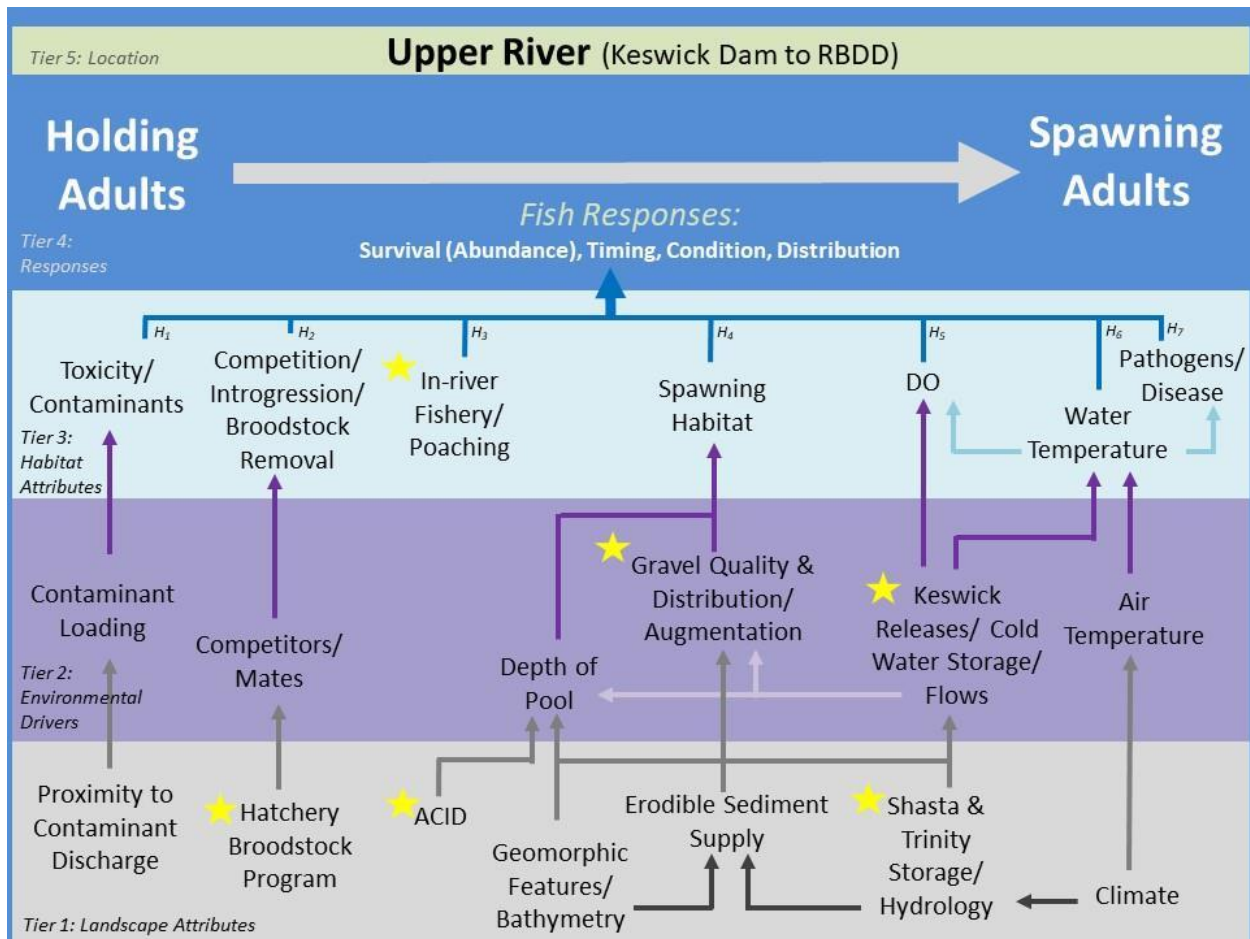 Tier 5: Location
Upper River (Keswick Dam to RBDD)
Holding
Adults
Spawning
Adults
Fish Responses:
Survival (Abundance), Timing, Condition, Distribution
Tier 4:
Responses
H1
H2
H3
H4
H5
H6
H7
Toxicity/
Contaminants
Competition/
Introgression/
Broodstock
Removal
In-river
Fishery/
Poaching
Spawning
Habitat
DO
Water
Temperature
Pathogens/
Disease
Tier 3:
Habitat
Attributes
Contaminant
Loading
Competitors/
Mates
Depth of
Pool
Gravel Quality &
Distribution/
Augmentation
Keswick
Releases/ Cold
Water Storage/
Flows
Air
Temperature
Tier 2:
Environmental
Drivers
Proximity to
Contaminant
Discharge
Hatchery
Broodstock
Program
ACID
Geomorphic
Features/
Bathymetry
Erodible Sediment
Supply
Shasta &
Trinity
Storage/
Hydrology
Climate
Tier 1: Landscape Attributes